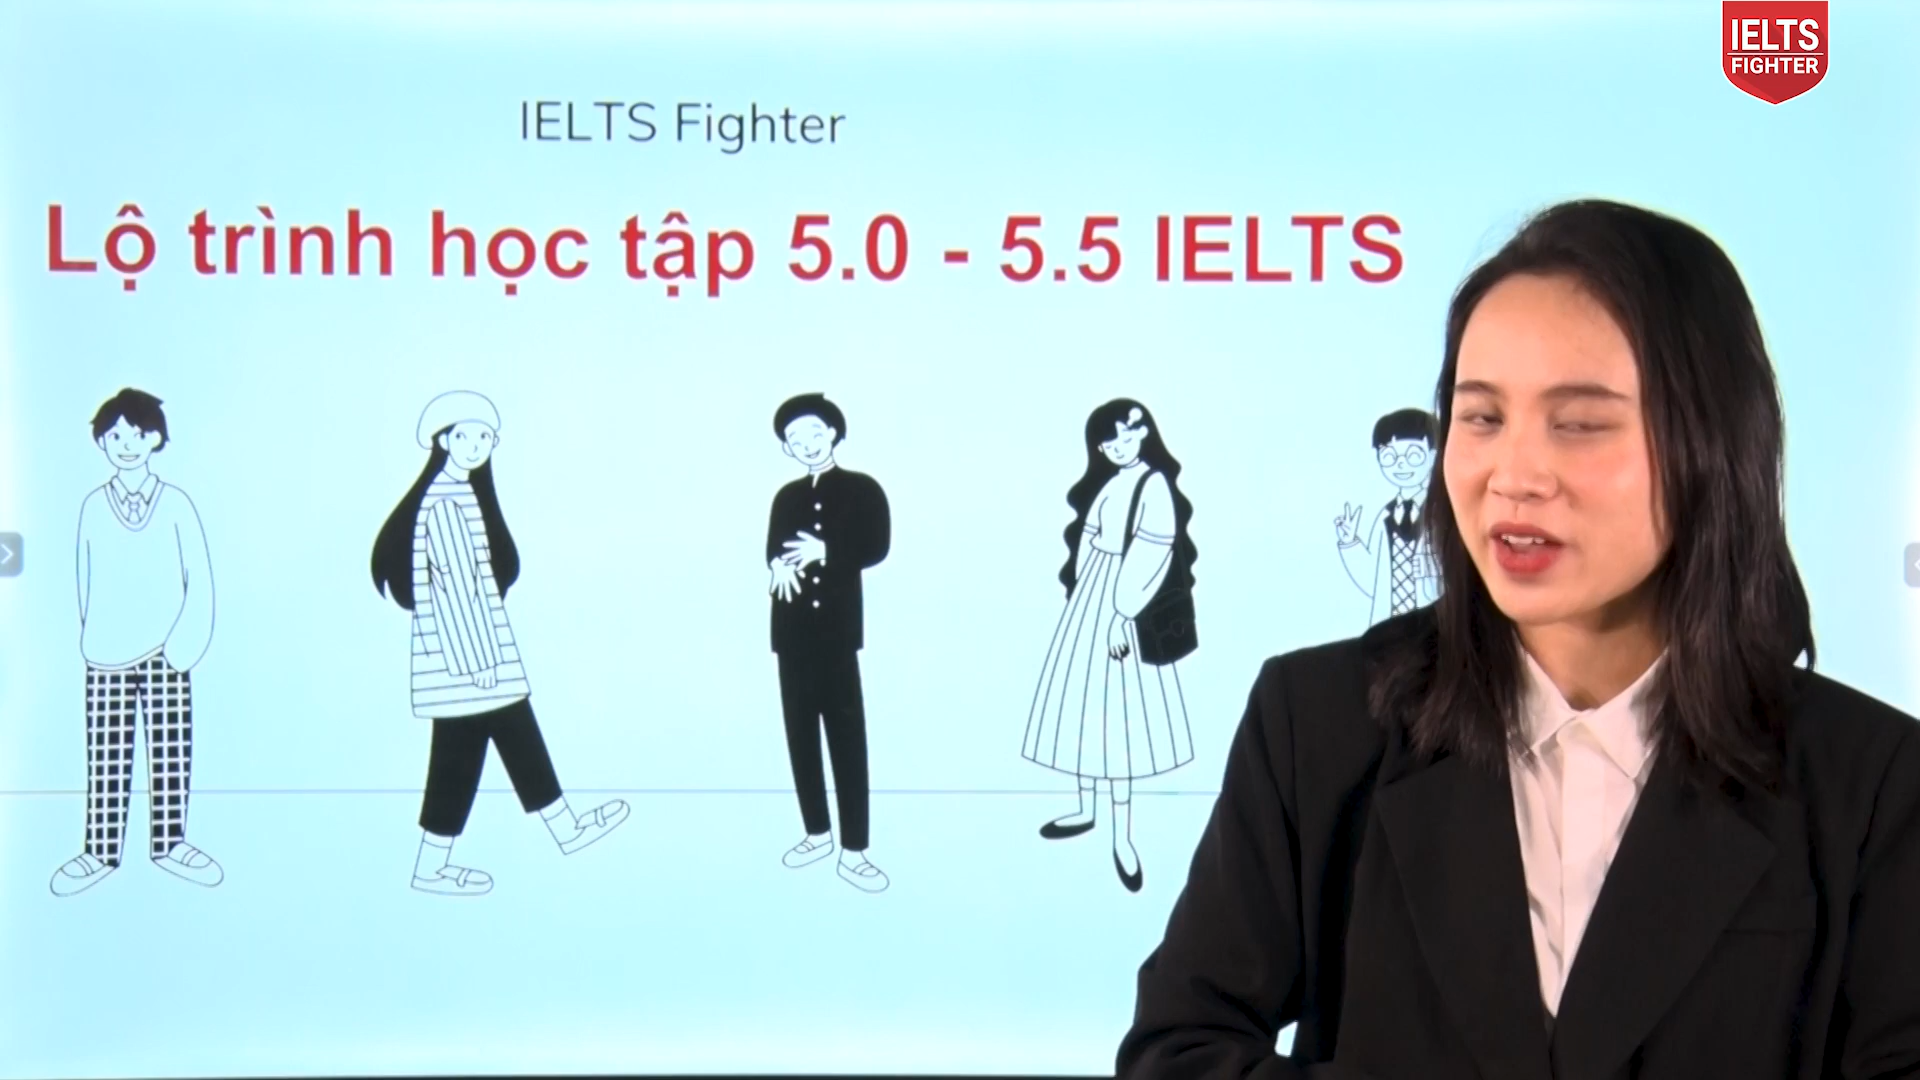 IELTS
FIGHTER
IELTS Fighter
Lộ trình học tập 5.0 - 5.5 IELTS